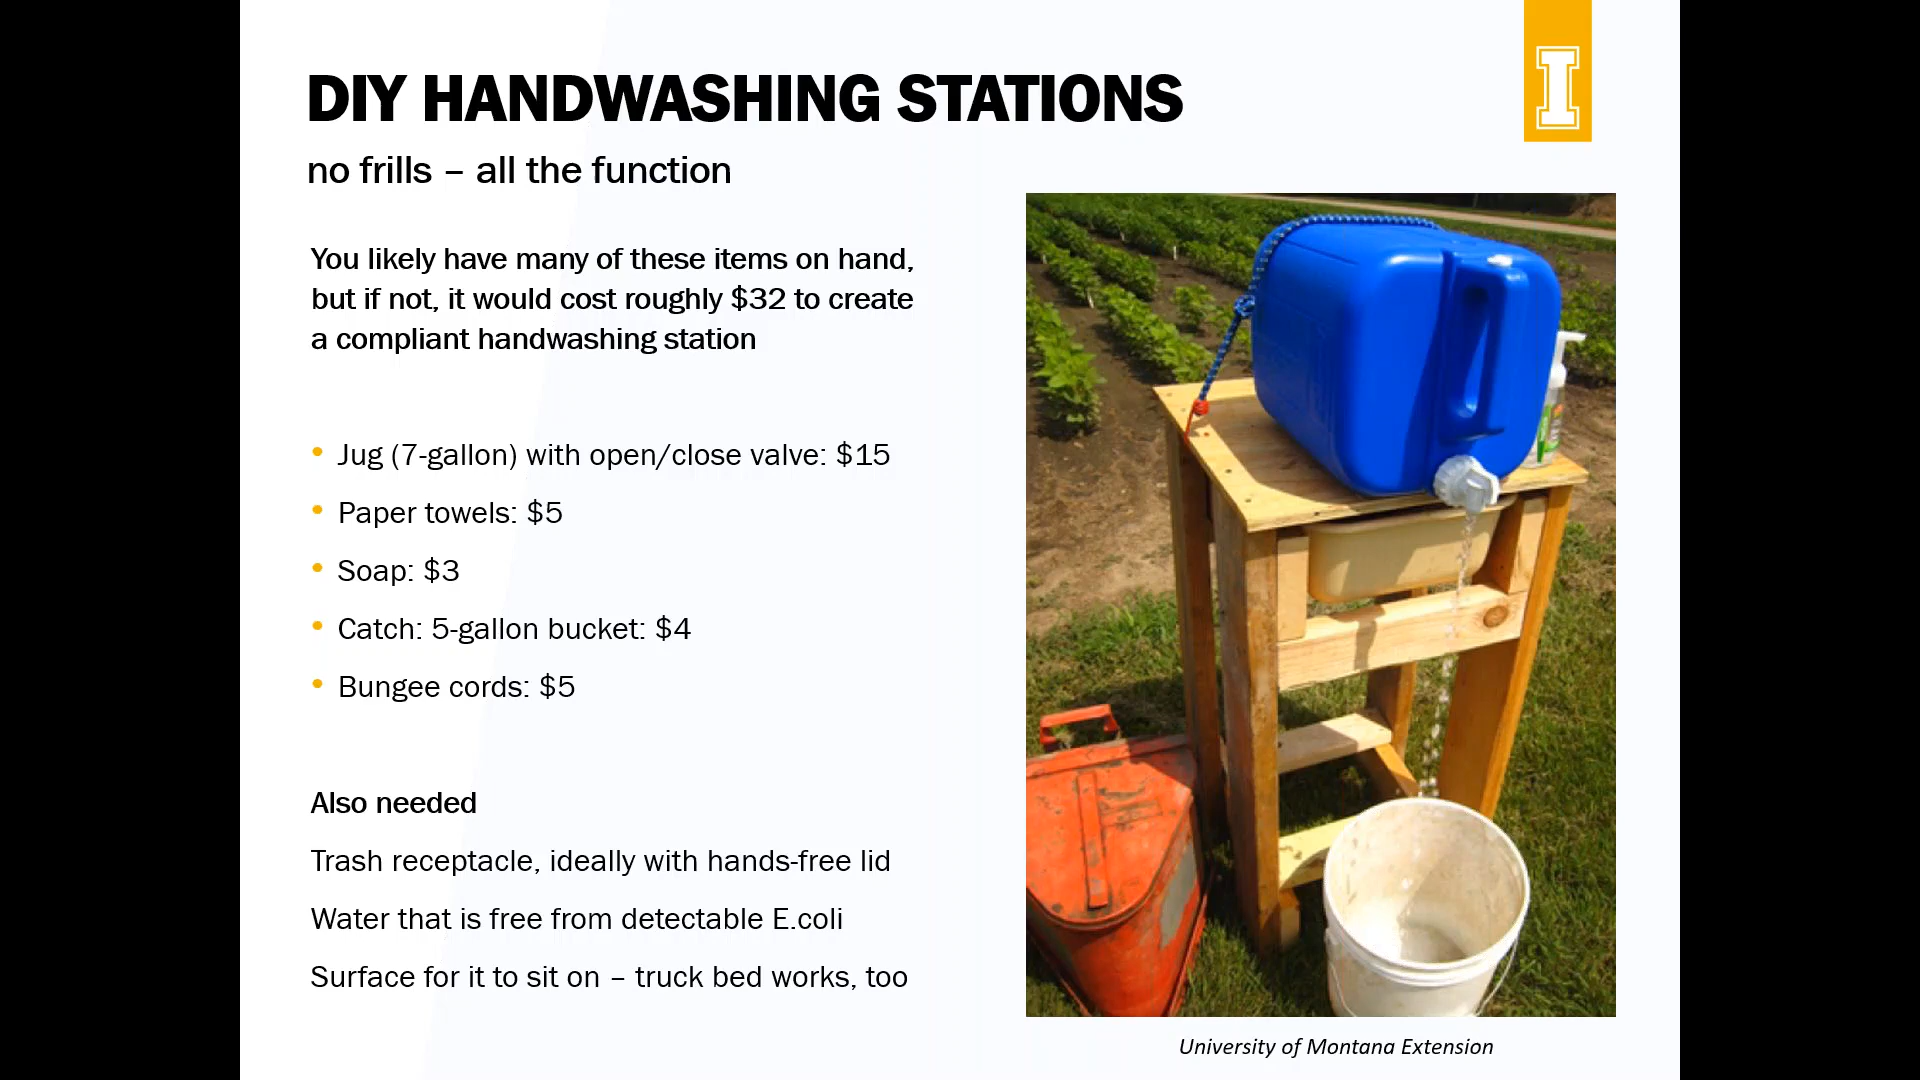 DIY HANDWASHING STATIONS
no frills – all the function
You likely have many of these items on hand,
but if not, it would cost roughly $32 to create
a compliant handwashing station
• Jug (7-gallon) with open/close valve: $15
• Paper towels: $5
• Soap: $3
• Catch: 5-gallon bucket: $4
• Bungee cords: $5
Also needed
Trash receptacle, ideally with hands-free lid
Water that is free from detectable E.coli
Surface for it to sit on – truck bed works, too
I
University of Montana Extension